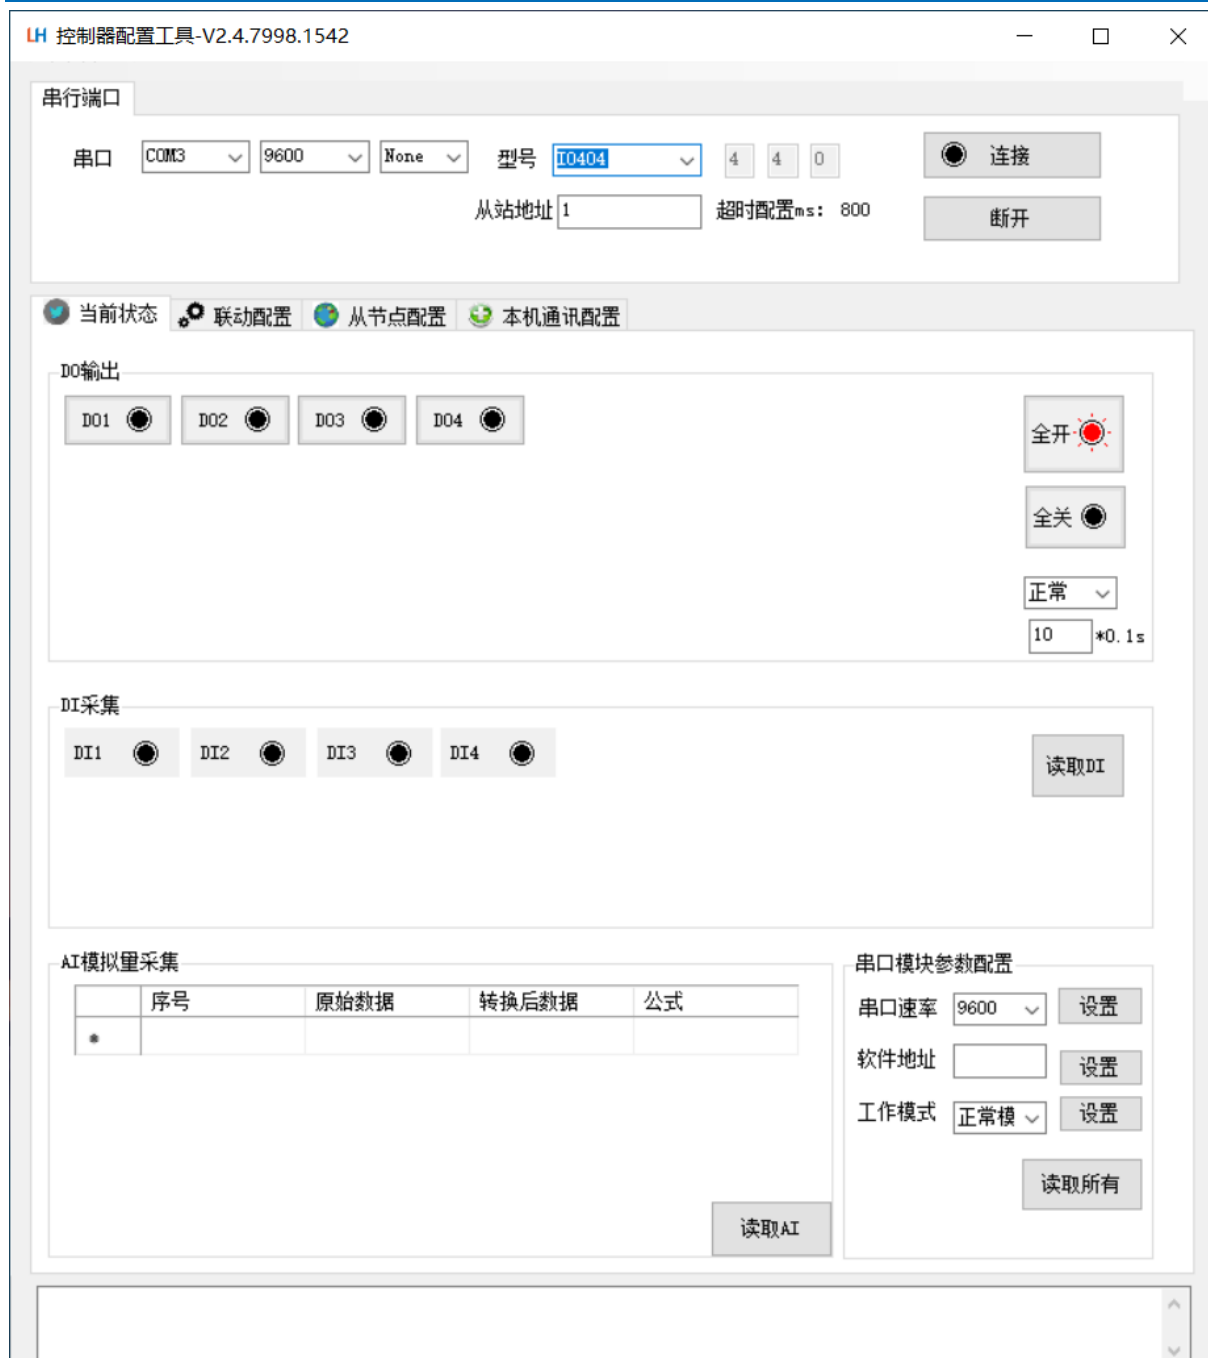 LH 控制器配置工具-V2.4.7998.1542
串行端口
串口 COM3 9600 None 型号 IO404 4 4 0 连接
从站地址 1 超时配置ms: 800 断开
当前状态 联动配置 从节点配置 本机通讯配置
DO输出
DO1 DO2 DO3 DO4 全开
全关
正常
10 *0.1s
DI采集
DI1 DI2 DI3 DI4 读取DI
AI模拟量采集
序号 原始数据 转换后数据 公式
*
读取AI
串口模块参数配置
串口速率 9600 设置
软件地址 设置
工作模式 正常模 设置
读取所有